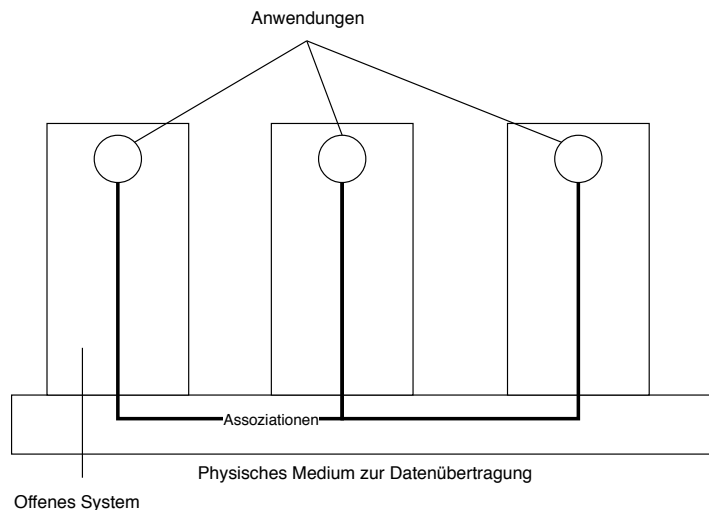 Anwendungen
Assoziationen
Physisches Medium zur Datenübertragung
Offenes System